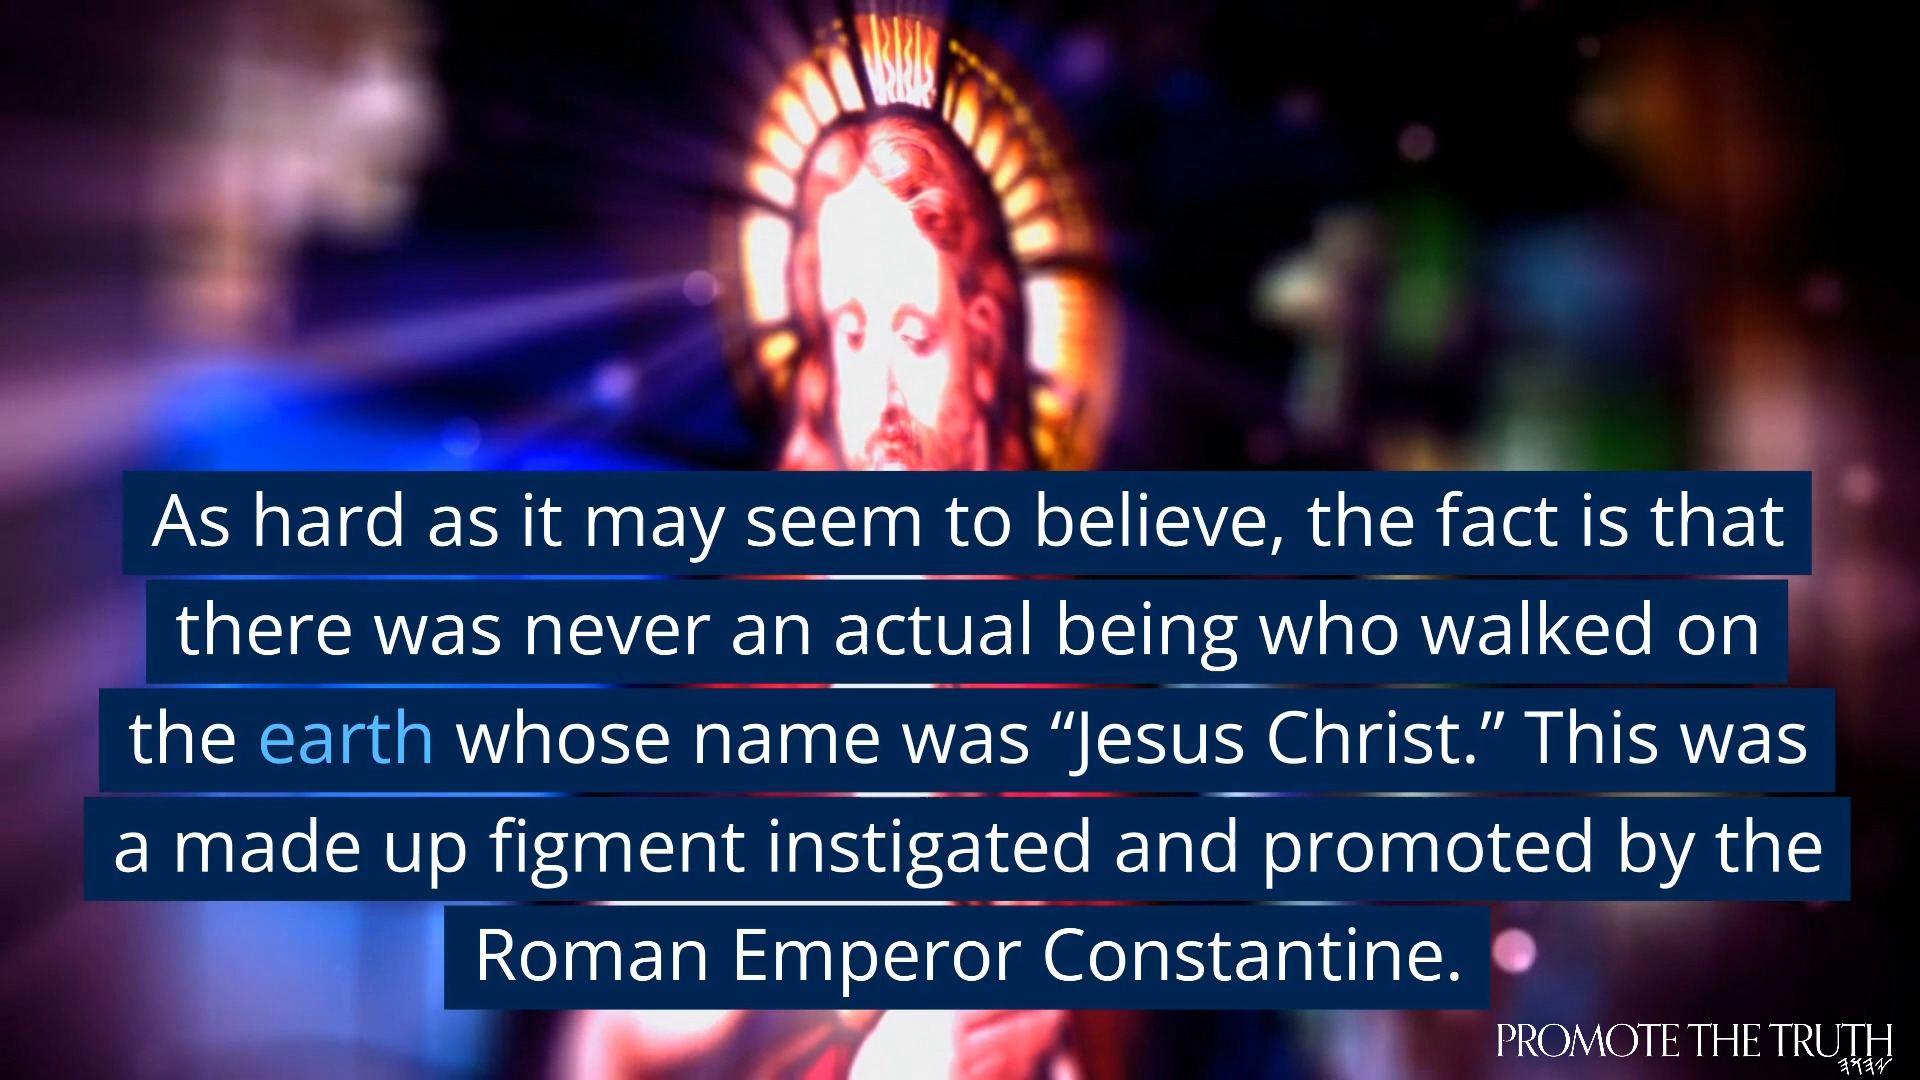 As hard as it may seem to believe, the fact is that
there was never an actual being who walked on
the earth whose name was “Jesus Christ.” This was
a made up figment instigated and promoted by the
Roman Emperor Constantine.
PROMOTE THE TRUTH
𐤉𐤄𐤅𐤄